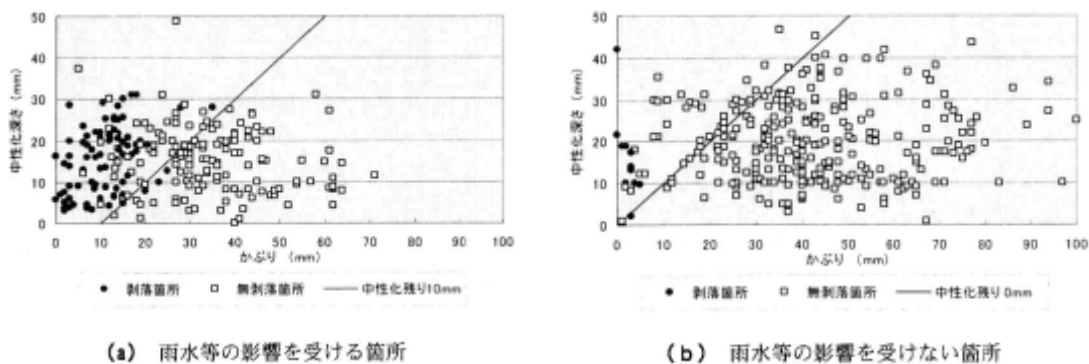 50
40
30
20
10
0
中性化深さ (mm)
0 10 20 30 40 50 60 70 80 90 100
かぶり (mm)
● 剥落箇所 □ 無剥落箇所 — 中性化残り10mm
(a) 雨水等の影響を受ける箇所
50
40
30
20
10
0
中性化深さ (mm)
0 10 20 30 40 50 60 70 80 90 100
かぶり (mm)
● 剥落箇所 □ 無剥落箇所 — 中性化残り0mm
(b) 雨水等の影響を受けない箇所